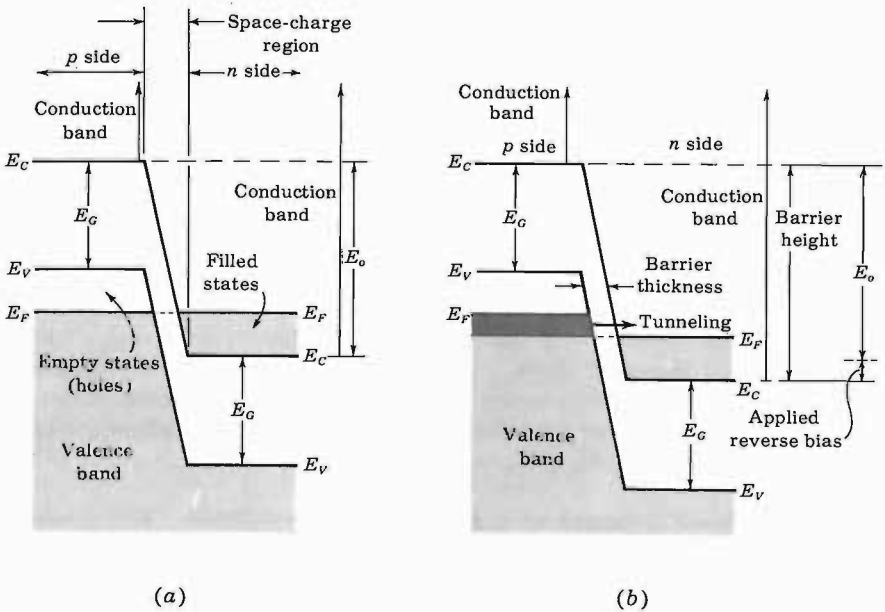 Space-charge
region
p side
n side
Conduction
band
E_C
E_G
Conduction
band
E_o
E_V
Filled
states
E_F
E_F
Empty states
(holes)
E_C
E_G
Valence
band
E_V
(a)
Conduction
band
p side
n side
E_C
E_G
Conduction
band
Barrier
height
E_o
E_V
Barrier
thickness
E_F
Tunneling
E_F
E_C
E_G
Applied
reverse bias
Valence
band
E_V
(b)